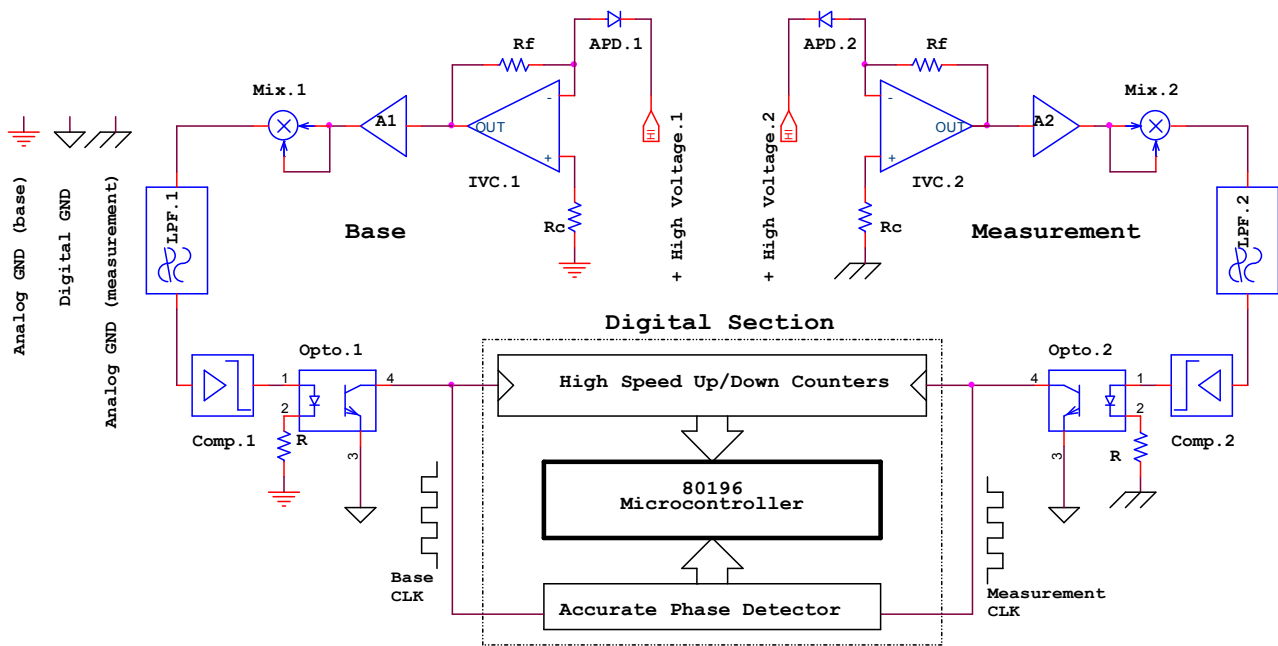 APD.1
APD.2
Rf
Rf
Mix.1
Mix.2
A1
A2
-
-
OUT
OUT
+
+
IVC.1
IVC.2
H
H
+ High Voltage.1
+ High Voltage.2
Analog GND (base)
Digital GND
Analog GND (measurement)
LPF.1
LPF.2
Base
Rc
Rc
Measurement
Digital Section
Opto.1
Opto.2
1
4
2
3
4
1
2
3
High Speed Up/Down Counters
Comp.1
R
R
Comp.2
80196
Microcontroller
Base
CLK
Measurement
CLK
Accurate Phase Detector